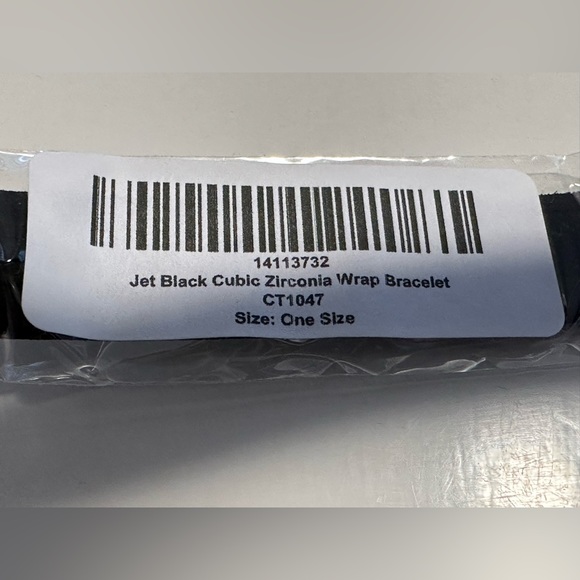 14113732
Jet Black Cubic Zirconia Wrap Bracelet
CT1047
Size: One Size